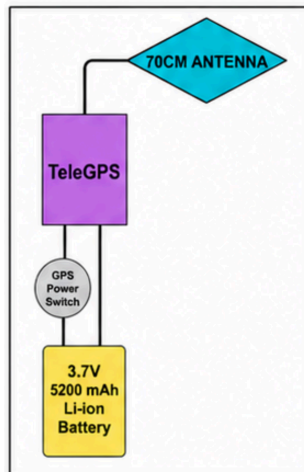 70CM ANTENNA
TeleGPS
GPS
Power
Switch
3.7V
5200 mAh
Li-ion
Battery